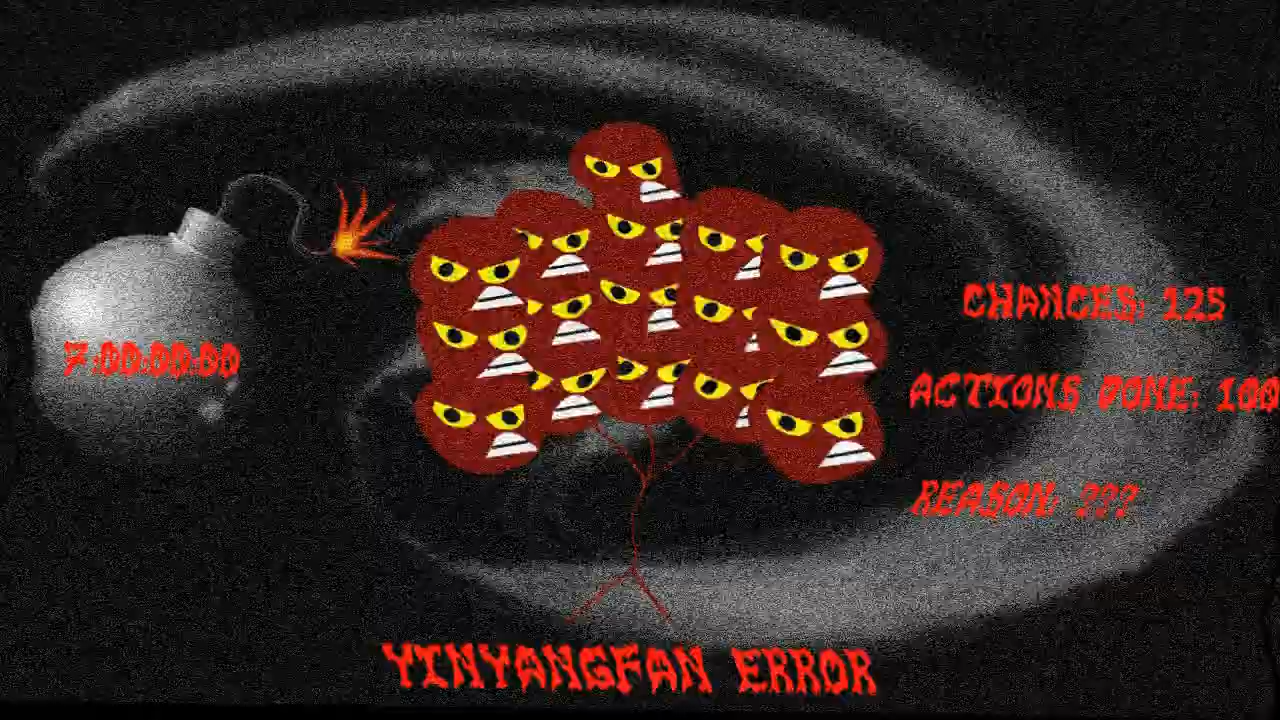 CHANCES: 125
7:00:00:00
ACTIONS DONE: 100
REASON: ???
YINYANGFAN ERROR